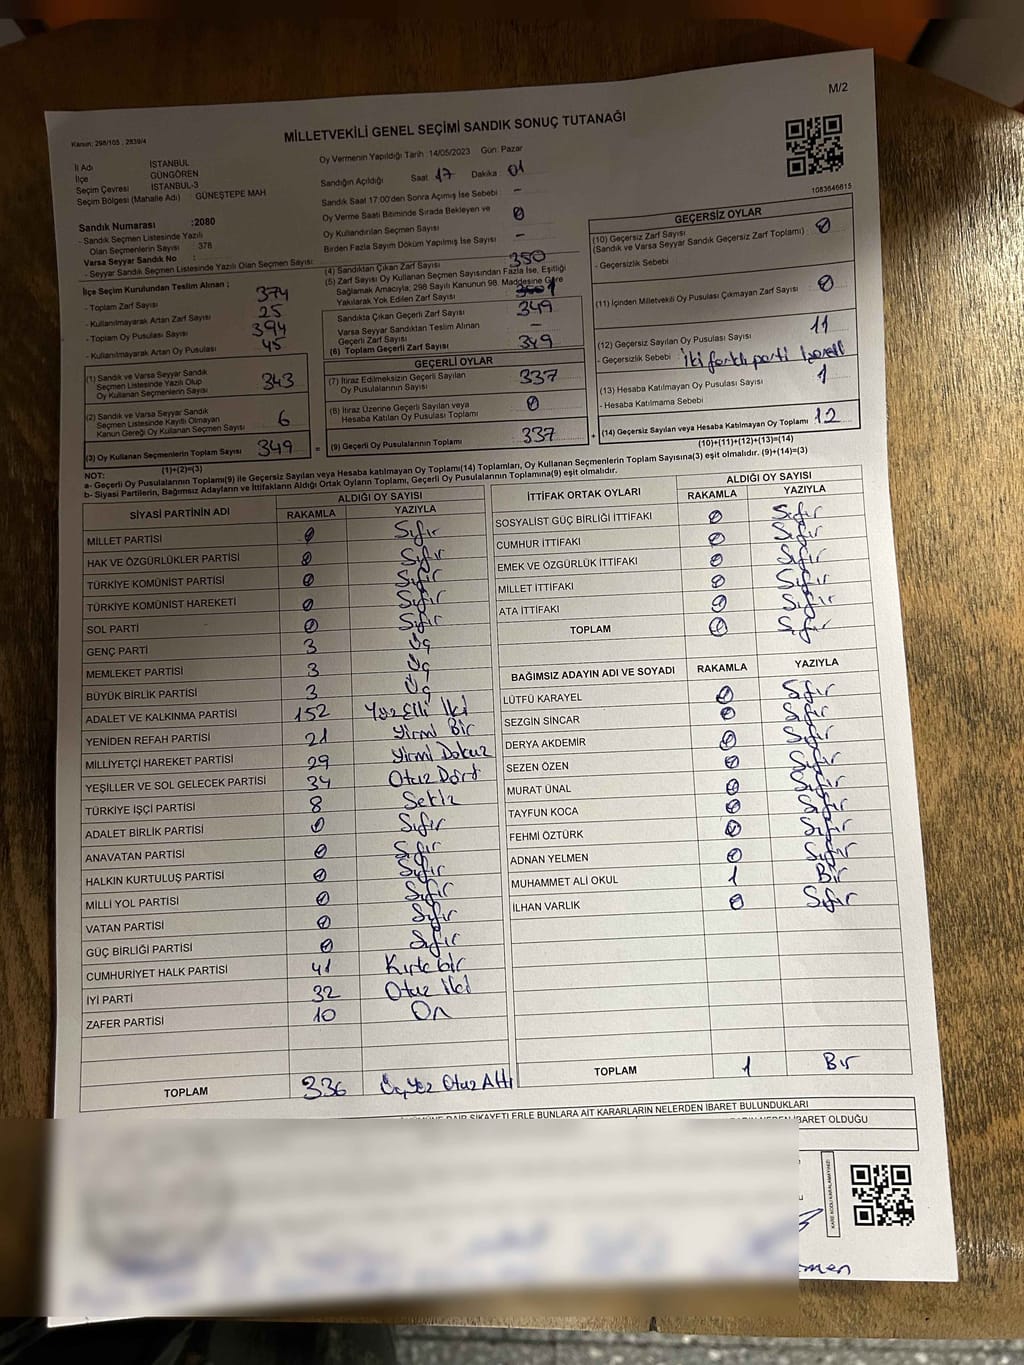 M/2
Kanun; 298/105 , 2839/4
MİLLETVEKİLİ GENEL SEÇİMİ SANDIK SONUÇ TUTANAĞI
İl Adı : İSTANBUL
İlçe : GÜNGÖREN
Seçim Çevresi : İSTANBUL-3
Seçim Bölgesi (Mahalle Adı) : GÜNEŞTEPE MAH
Sandık Numarası :2080
- Sandık Seçmen Listesinde Yazılı
Olan Seçmenlerin Sayısı : 378
Varsa Seyyar Sandık No :
- Seyyar Sandık Seçmen Listesinde Yazılı Olan Seçmen Sayısı :
Oy Vermenin Yapıldığı Tarih :14/05/2023 Gün: Pazar
Sandığın Açıldığı Saat 17 Dakika 01
Sandık Saat 17:00'den Sonra Açımış İse Sebebi -
Oy Verme Saati Bitiminde Sırada Bekleyen ve
Oy Kullandırılan Seçmen Sayısı 0
Birden Fazla Sayım Döküm Yapılmış İse Sayısı -
1083646615
İlçe Seçim Kurulundan Teslim Alınan ;
- Toplam Zarf Sayısı 374
- Kullanılmayarak Artan Zarf Sayısı 25
- Toplam Oy Pusulası Sayısı 394
- Kullanılmayarak Artan Oy Pusulası 45
(1) Sandık ve Varsa Seyyar Sandık
Seçmen Listesinde Yazılı Olup
Oy Kullanan Seçmenlerin Sayısı 343
(2) Sandık ve Varsa Seyyar Sandık
Seçmen Listesinde Kayıtlı Olmayan
Kanun Gereği Oy Kullanan Seçmen Sayısı 6
(3) Oy Kullanan Seçmenlerin Toplam Sayısı 349
(1)+(2)=(3)
(4) Sandıktan Çıkan Zarf Sayısı 350
(5) Zarf Sayısı Oy Kullanan Seçmen Sayısından Fazla İse, Eşitliği
Sağlamak Amacıyla; 298 Sayılı Kanunun 98. Maddesine Göre
Yakılarak Yok Edilen Zarf Sayısı 1
Sandıkta Çıkan Geçerli Zarf Sayısı 349
Varsa Seyyar Sandıktan Teslim Alınan
Geçerli Zarf Sayısı -
(6) Toplam Geçerli Zarf Sayısı 349
GEÇERLİ OYLAR
(7) İtiraz Edilmeksizin Geçerli Sayılan
Oy Pusulalarının Sayısı 337
(8) İtiraz Üzerine Geçerli Sayılan veya
Hesaba Katılan Oy Pusulası Toplamı 0
= (9) Geçerli Oy Pusulalarının Toplamı 337
GEÇERSİZ OYLAR
(10) Geçersiz Zarf Sayısı 0
(Sandık ve Varsa Seyyar Sandık Geçersiz Zarf Toplamı)
- Geçersizlik Sebebi
(11) İçinden Milletvekili Oy Pusulası Çıkmayan Zarf Sayısı 0
(12) Geçersiz Sayılan Oy Pusulası Sayısı 11
- Geçersizlik Sebebi İki farklı parti
(13) Hesaba Katılmayan Oy Pusulası Sayısı 1
- Hesaba Katılmama Sebebi
+ (14) Geçersiz Sayılan veya Hesaba Katılmayan Oy Toplamı 12
(10)+(11)+(12)+(13)=(14)
NOT:
a- Geçerli Oy Pusulalarının Toplamı(9) ile Geçersiz Sayılan veya Hesaba katılmayan Oy Toplamı(14) Toplamları, Oy Kullanan Seçmenlerin Toplam Sayısına(3) eşit olmalıdır. (9)+(14)=(3)
b- Siyasi Partilerin, Bağımsız Adayların ve İttifakların Aldığı Ortak Oyların Toplamı, Geçerli Oy Pusulalarının Toplamına(9) eşit olmalıdır.
SİYASİ PARTİNİN ADI ALDIĞI OY SAYISI
RAKAMLA YAZIYLA
MİLLET PARTİSİ 0 Sıfır
HAK VE ÖZGÜRLÜKLER PARTİSİ 0 Sıfır
TÜRKİYE KOMÜNİST PARTİSİ 0 Sıfır
TÜRKİYE KOMÜNİST HAREKETİ 0 Sıfır
SOL PARTİ 0 Sıfır
GENÇ PARTİ 3 Üç
MEMLEKET PARTİSİ 3 Üç
BÜYÜK BİRLİK PARTİSİ 3 Üç
ADALET VE KALKINMA PARTİSİ 152 Yüzelli İki
YENİDEN REFAH PARTİSİ 21 Yirmi Bir
MİLLİYETÇİ HAREKET PARTİSİ 29 Yirmi Dokuz
YEŞİLLER VE SOL GELECEK PARTİSİ 34 Otuz Dört
TÜRKİYE İŞÇİ PARTİSİ 8 Sekiz
ADALET BİRLİK PARTİSİ 0 Sıfır
ANAVATAN PARTİSİ 0 Sıfır
HALKIN KURTULUŞ PARTİSİ 0 Sıfır
MİLLİ YOL PARTİSİ 0 Sıfır
VATAN PARTİSİ 0 Sıfır
GÜÇ BİRLİĞİ PARTİSİ 0 Sıfır
CUMHURİYET HALK PARTİSİ 41 Kırkbir
İYİ PARTİ 32 Otuz İki
ZAFER PARTİSİ 10 On
TOPLAM 336 Üçyüz Otuz Altı
İTTİFAK ORTAK OYLARI ALDIĞI OY SAYISI
RAKAMLA YAZIYLA
SOSYALİST GÜÇ BİRLİĞİ İTTİFAKI 0 Sıfır
CUMHUR İTTİFAKI 0 Sıfır
EMEK VE ÖZGÜRLÜK İTTİFAKI 0 Sıfır
MİLLET İTTİFAKI 0 Sıfır
ATA İTTİFAKI 0 Sıfır
TOPLAM 0 Sıfır
BAĞIMSIZ ADAYIN ADI VE SOYADI RAKAMLA YAZIYLA
LÜTFÜ KARAYEL 0 Sıfır
SEZGİN SİNCAR 0 Sıfır
DERYA AKDEMİR 0 Sıfır
SEZEN ÖZEN 0 Sıfır
MURAT ÜNAL 0 Sıfır
TAYFUN KOCA 0 Sıfır
FEHMİ ÖZTÜRK 0 Sıfır
ADNAN YELMEN 0 Sıfır
MUHAMMET ALİ OKUL 1 Bir
İLHAN VARLIK 0 Sıfır
TOPLAM 1 Bir
DAİR ŞİKAYETLERLE BUNLARA AİT KARARLARIN NELERDEN İBARET BULUNDUKLARI
İBARET OLDUĞU
KARE KODU KARALAMAYINIZ!